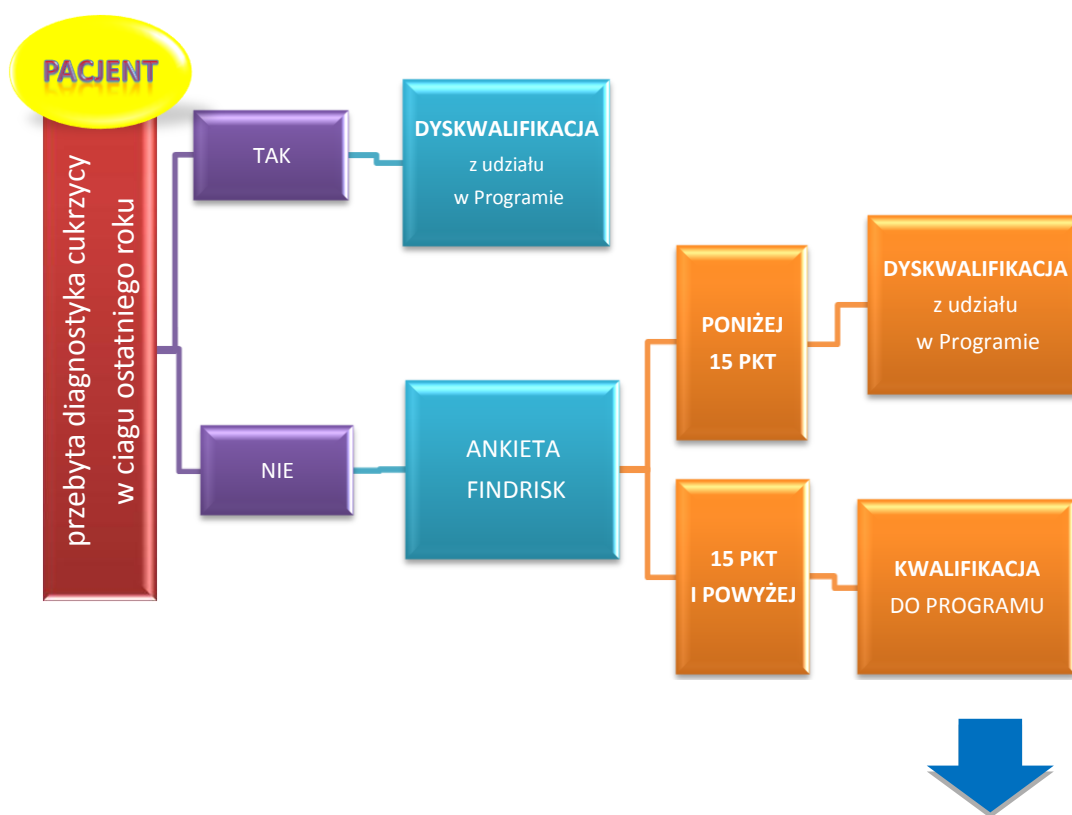 PACJENT
przebyta diagnostyka cukrzycy
w ciagu ostatniego roku
TAK
DYSKWALIFIKACJA
z udziału
w Programie
NIE
ANKIETA
FINDRISK
PONIŻEJ
15 PKT
DYSKWALIFIKACJA
z udziału
w Programie
15 PKT
I POWYŻEJ
KWALIFIKACJA
DO PROGRAMU